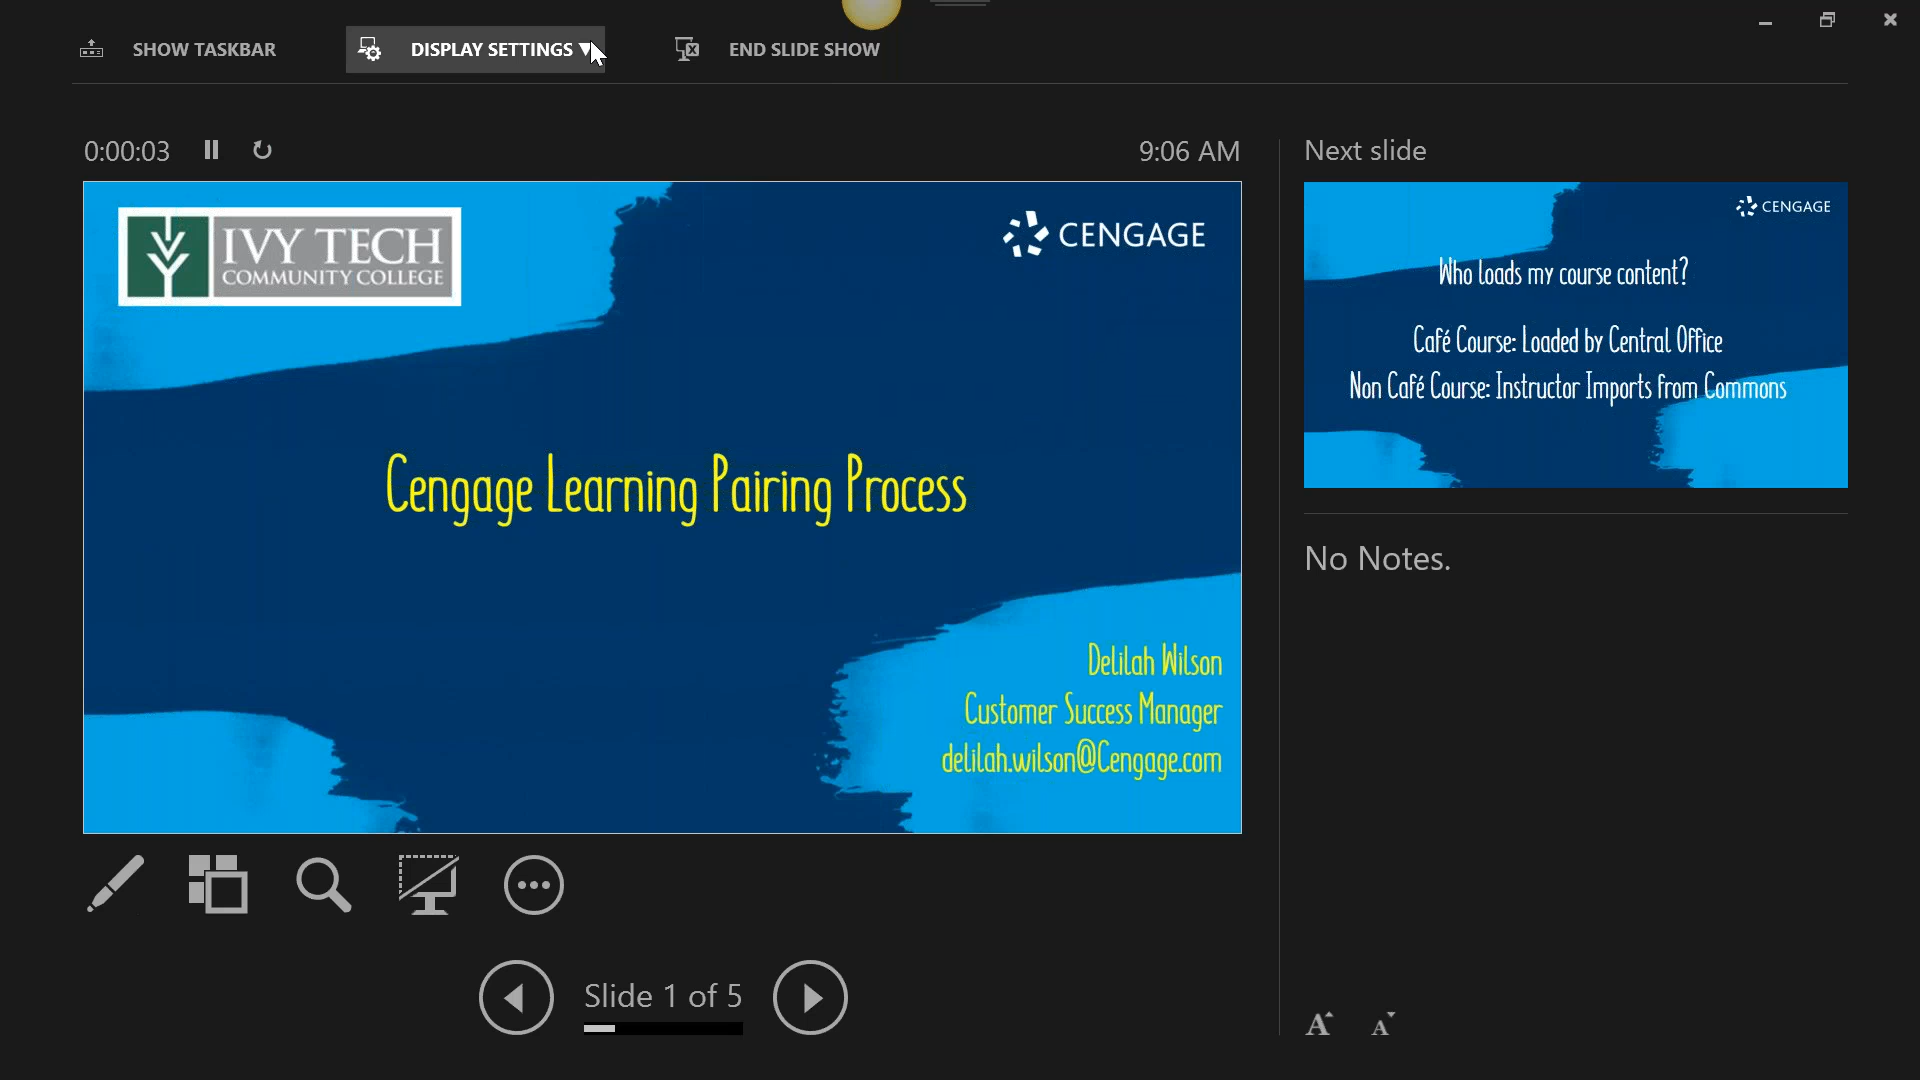 SHOW TASKBAR
DISPLAY SETTINGS ▼
END SLIDE SHOW
0:00:03
9:06 AM
Next slide
IVY TECH
COMMUNITY COLLEGE
CENGAGE
Cengage Learning Pairing Process
Delilah Wilson
Customer Success Manager
delilah.wilson@Cengage.com
CENGAGE
Who loads my course content?
Café Course: Loaded by Central Office
Non Café Course: Instructor Imports from Commons
No Notes.
Slide 1 of 5
A A